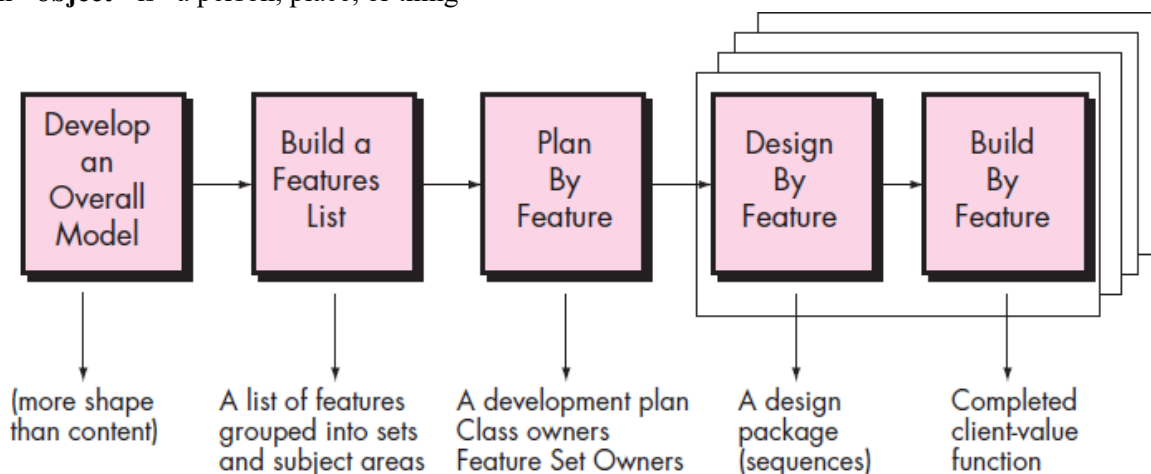 object is a person, place, or thing
Develop
an
Overall
Model
Build a
Features
List
Plan
By
Feature
Design
By
Feature
Build
By
Feature
(more shape
than content)
A list of features
grouped into sets
and subject areas
A development plan
Class owners
Feature Set Owners
A design
package
(sequences)
Completed
client-value
function